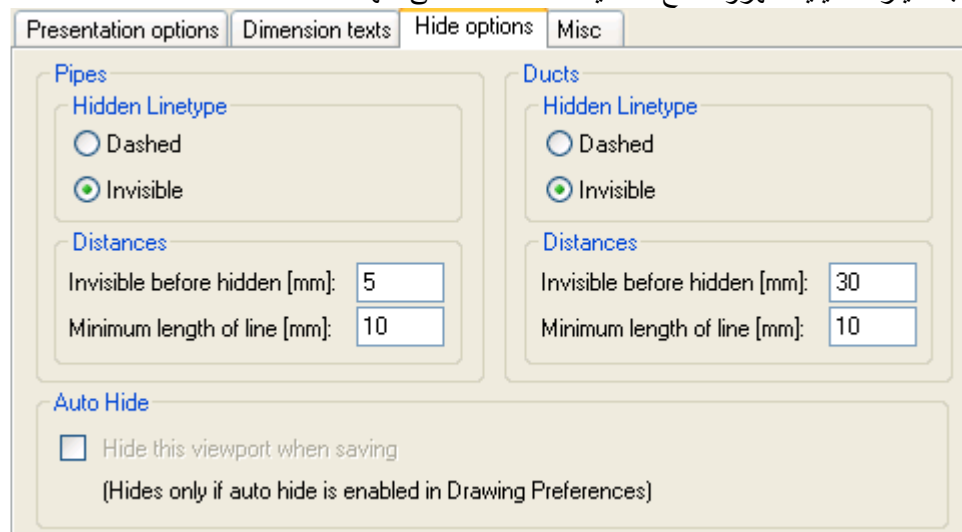 Presentation options Dimension texts Hide options Misc
Pipes
Hidden Linetype
Dashed
Invisible
Distances
Invisible before hidden [mm]: 5
Minimum length of line [mm]: 10
Ducts
Hidden Linetype
Dashed
Invisible
Distances
Invisible before hidden [mm]: 30
Minimum length of line [mm]: 10
Auto Hide
Hide this viewport when saving
(Hides only if auto hide is enabled in Drawing Preferences)